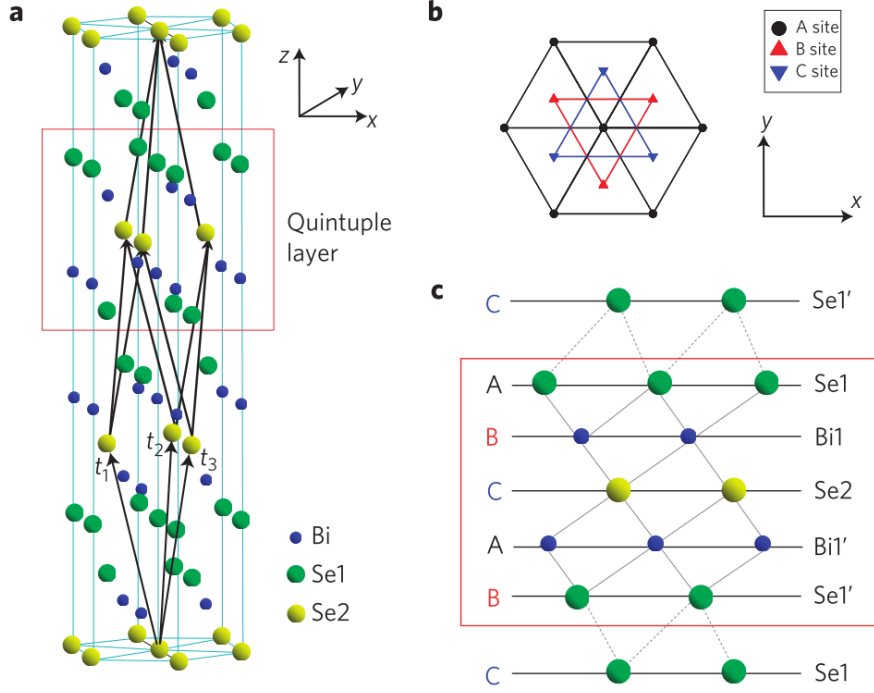 a
z
y
x
Quintuple
layer
t1
t2
t3
Bi
Se1
Se2
b
A site
B site
C site
y
x
c
C Se1′
A Se1
B Bi1
C Se2
A Bi1′
B Se1′
C Se1